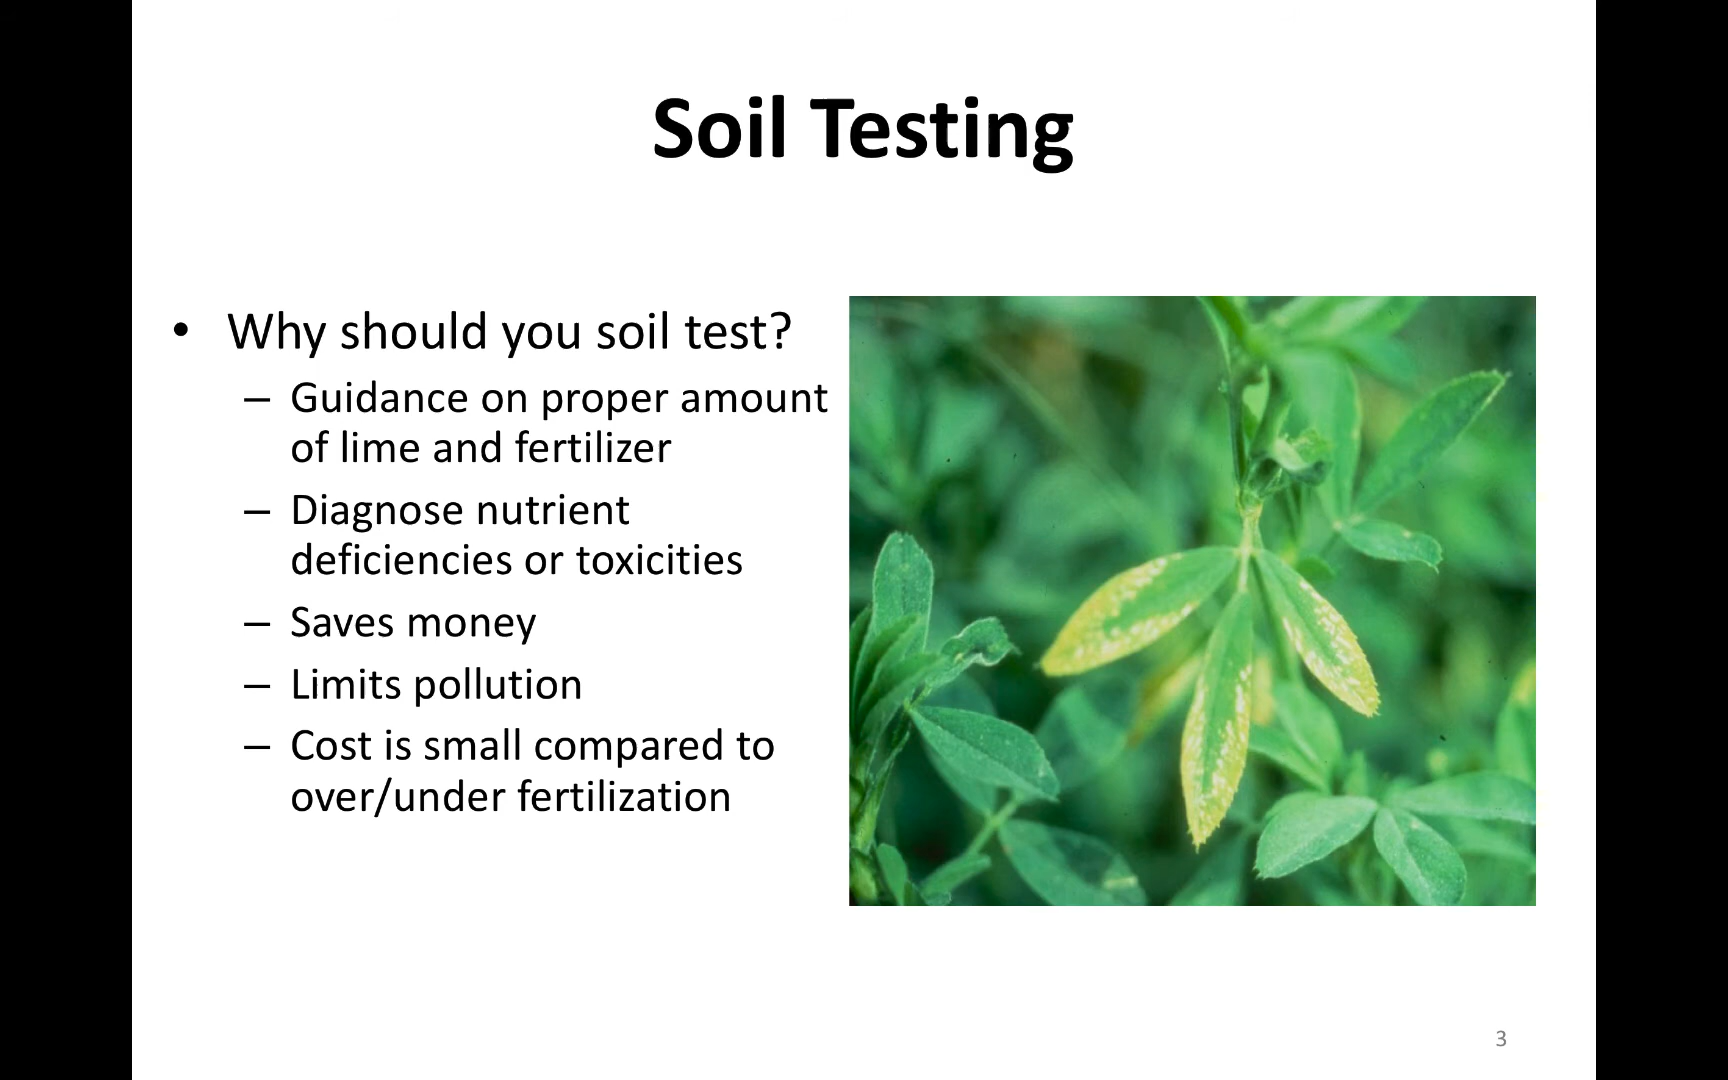 Soil Testing
• Why should you soil test?
– Guidance on proper amount
of lime and fertilizer
– Diagnose nutrient
deficiencies or toxicities
– Saves money
– Limits pollution
– Cost is small compared to
over/under fertilization
3